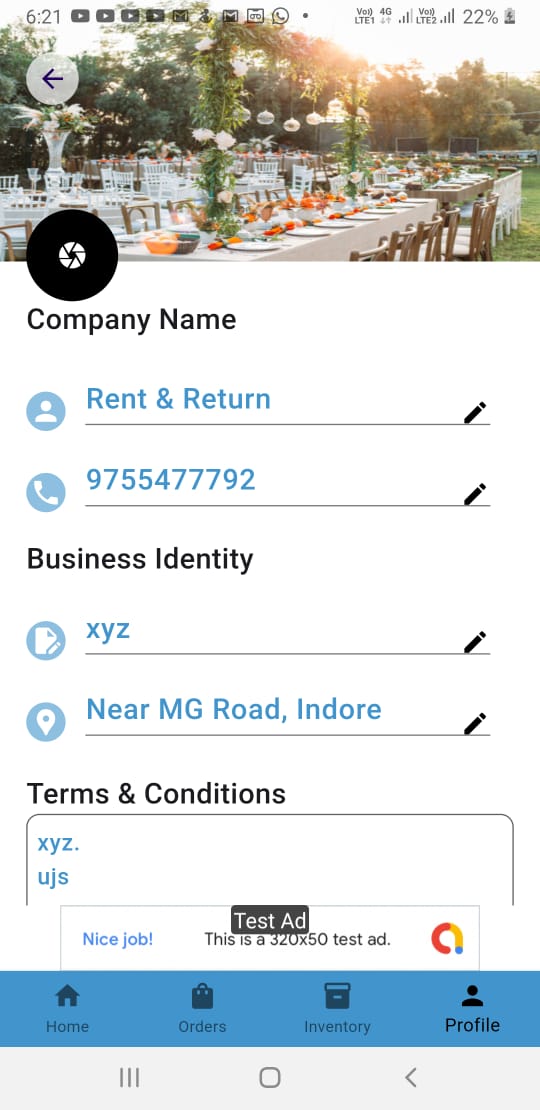 6:21
Vo)) LTE1 4G Vo)) LTE2 22%
Company Name
Rent & Return
9755477792
Business Identity
xyz
Near MG Road, Indore
Terms & Conditions
xyz.
ujs
Test Ad
Nice job! This is a 320x50 test ad.
Home Orders Inventory Profile